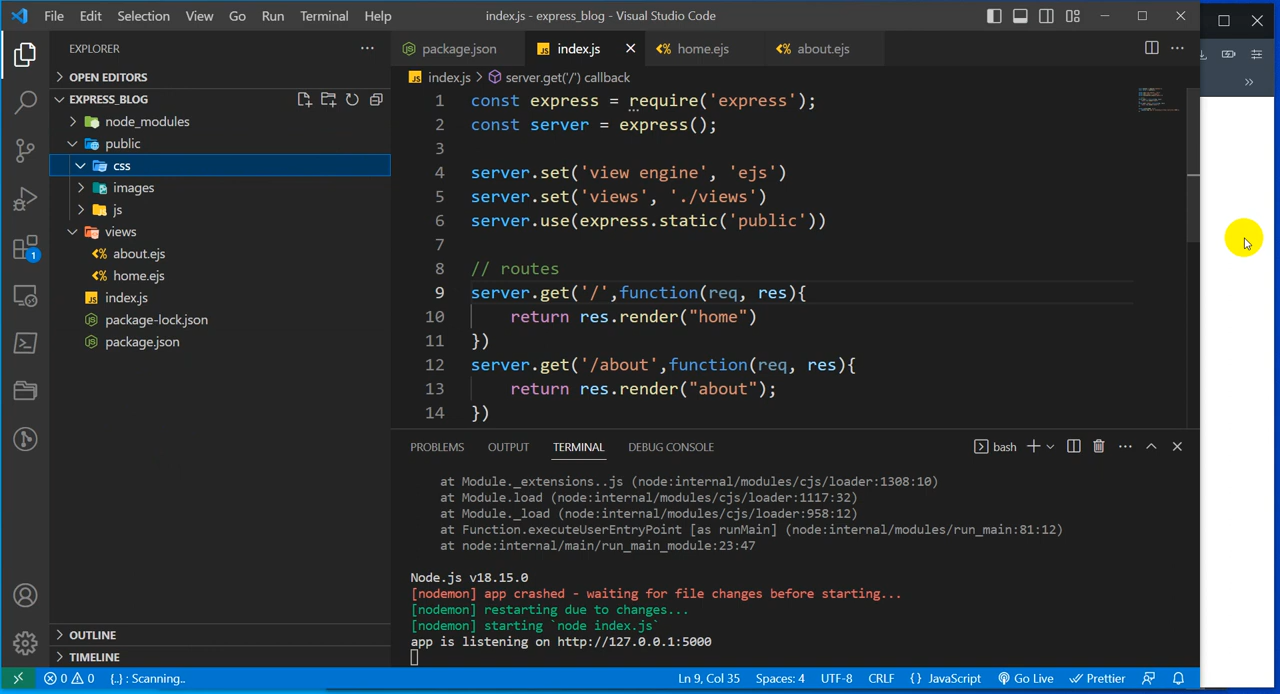 File Edit Selection View Go Run Terminal Help index.js - express_blog - Visual Studio Code
EXPLORER
OPEN EDITORS
EXPRESS_BLOG
node_modules
public
css
images
js
views
about.ejs
home.ejs
index.js
package-lock.json
package.json
OUTLINE
TIMELINE
1
package.json index.js home.ejs about.ejs
index.js > server.get('/') callback
1 const express = require('express');
2 const server = express();
3
4 server.set('view engine', 'ejs')
5 server.set('views', './views')
6 server.use(express.static('public'))
7
8 // routes
9 server.get('/',function(req, res){
10 return res.render("home")
11 })
12 server.get('/about',function(req, res){
13 return res.render("about");
14 })
PROBLEMS OUTPUT TERMINAL DEBUG CONSOLE bash
at Module._extensions..js (node:internal/modules/cjs/loader:1308:10)
at Module.load (node:internal/modules/cjs/loader:1117:32)
at Module._load (node:internal/modules/cjs/loader:958:12)
at Function.executeUserEntryPoint [as runMain] (node:internal/modules/run_main:81:12)
at node:internal/main/run_main_module:23:47
Node.js v18.15.0
[nodemon] app crashed - waiting for file changes before starting...
[nodemon] restarting due to changes...
[nodemon] starting `node index.js`
app is listening on http://127.0.0.1:5000
0 0 {..} : Scanning.. Ln 9, Col 35 Spaces: 4 UTF-8 CRLF {} JavaScript Go Live Prettier